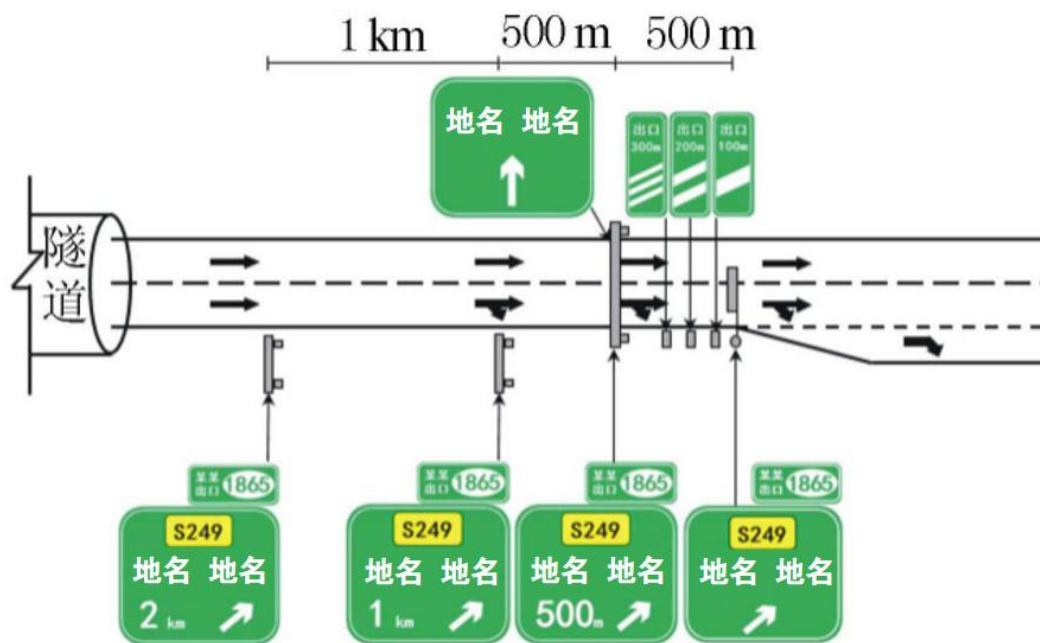 1 km 500 m 500 m
地名 地名
出口
300m
出口
200m
出口
100m
隧
道
某某
出口 1865
S249
地名 地名
2 km
某某
出口 1865
S249
地名 地名
1 km
某某
出口 1865
S249
地名 地名
500m
某某
出口 1865
S249
地名 地名